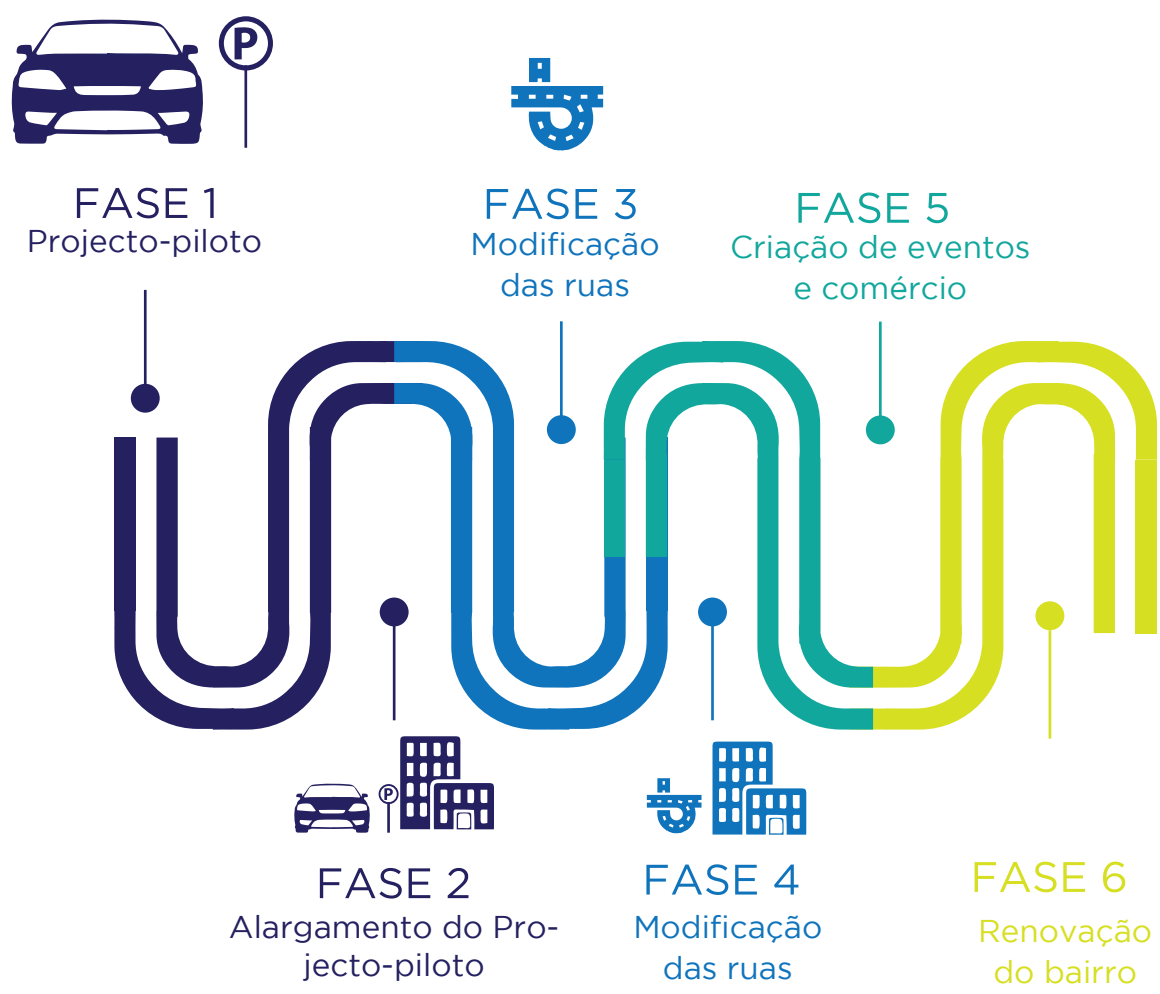 P
FASE 1
Projecto-piloto
FASE 3
Modificação
das ruas
FASE 5
Criação de eventos
e comércio
P
FASE 2
Alargamento do Pro-
jecto-piloto
FASE 4
Modificação
das ruas
FASE 6
Renovação
do bairro